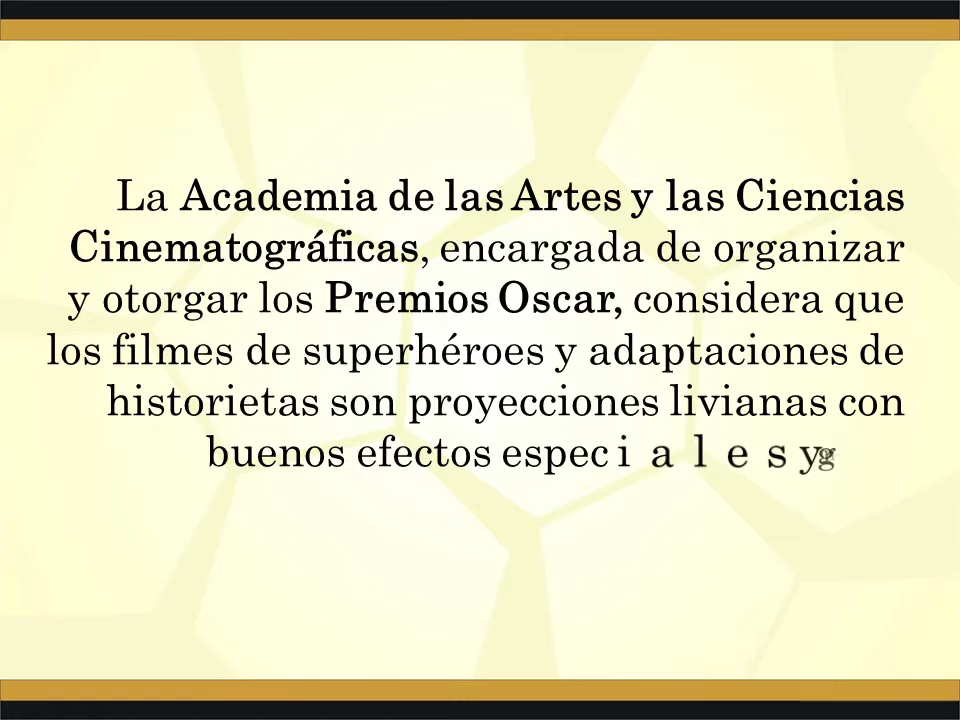 La Academia de las Artes y las Ciencias
Cinematográficas, encargada de organizar
y otorgar los Premios Oscar, considera que
los filmes de superhéroes y adaptaciones de
historietas son proyecciones livianas con
buenos efectos especiales y